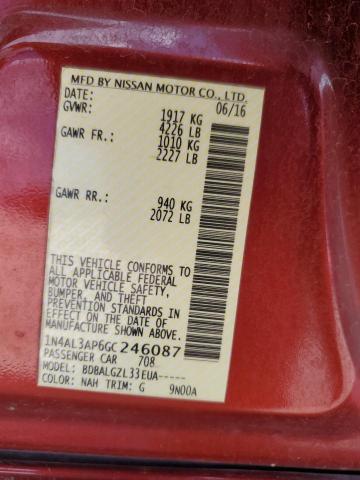 MFD BY NISSAN MOTOR CO., LTD.
DATE: 06/16
GVWR: 1917 KG
4226 LB
GAWR FR.: 1010 KG
2227 LB
GAWR RR.: 940 KG
2072 LB
THIS VEHICLE CONFORMS TO
ALL APPLICABLE FEDERAL
MOTOR VEHICLE SAFETY,
BUMPER, AND THEFT
PREVENTION STANDARDS IN
EFFECT ON THE DATE OF
MANUFACTURE SHOWN ABOVE.
1N4AL3AP6GC246087
PASSENGER CAR 708
MODEL: BDBALGZL33EUA-----
COLOR: NAH TRIM: G 9N00A